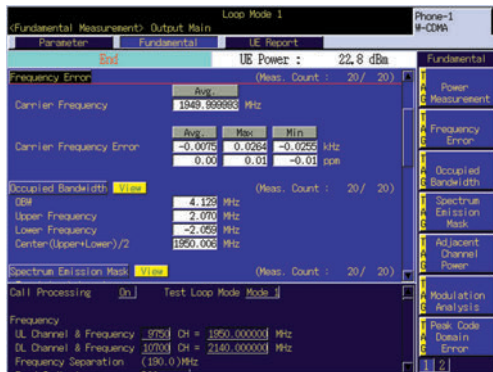 Loop Mode 1
<Fundamental Measurement> Output Main
Phone-1
W-CDMA
Parameter Fundamental UE Report
End UE Power : 22.8 dBm
Fundamental
Frequency Error (Meas. Count : 20/ 20)
Avg.
Carrier Frequency 1949.999993 MHz
Avg. Max Min
Carrier Frequency Error -0.0075 0.0264 -0.0255 kHz
0.00 0.01 -0.01 ppm
Occupied Bandwidth View (Meas. Count : 20/ 20)
OBW 4.129 MHz
Upper Frequency 2.070 MHz
Lower Frequency -2.059 MHz
Center(Upper+Lower)/2 1950.006 MHz
Spectrum Emission Mask View (Meas. Count : 20/ 20)
Call Processing On Test Loop Mode Mode 1
Frequency
UL Channel & Frequency 9750 CH = 1950.000000 MHz
DL Channel & Frequency 10700 CH = 2140.000000 MHz
Frequency Separation (190.0)MHz
TAG Power Measurement
TAG Frequency Error
TAG Occupied Bandwidth
TAG Spectrum Emission Mask
TAG Adjacent Channel Power
TAG Modulation Analysis
TAG Peak Code Domain Error
1 2